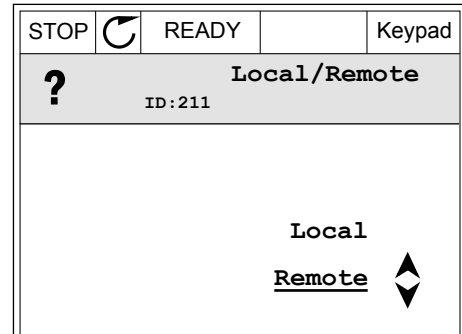 STOP READY Keypad
? Local/Remote
ID:211
Local
Remote